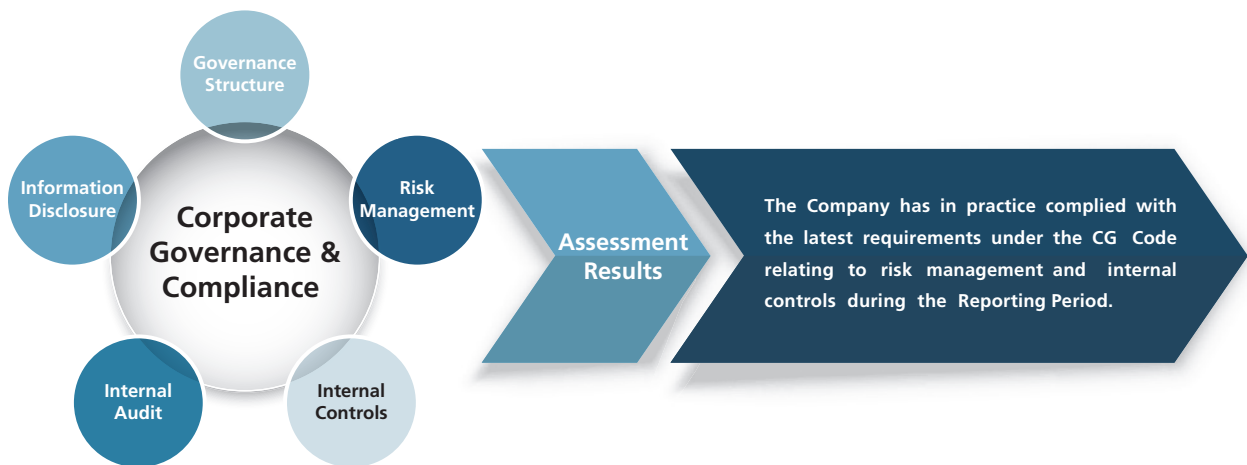 Governance
Structure
Information
Disclosure
Risk
Management
Corporate
Governance &
Compliance
Internal
Audit
Internal
Controls
Assessment
Results
The Company has in practice complied with
the latest requirements under the CG Code
relating to risk management and internal
controls during the Reporting Period.